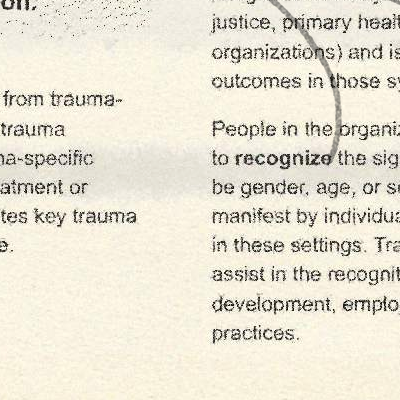 on.
from trauma-
trauma
ma-specific
atment or
tes key trauma
e.
justice, primary healt
organizations) and is
outcomes in those sy
People in the organiz
to recognize the sig
be gender, age, or se
manifest by individua
in these settings. Tra
assist in the recognit
development, emplo
practices.